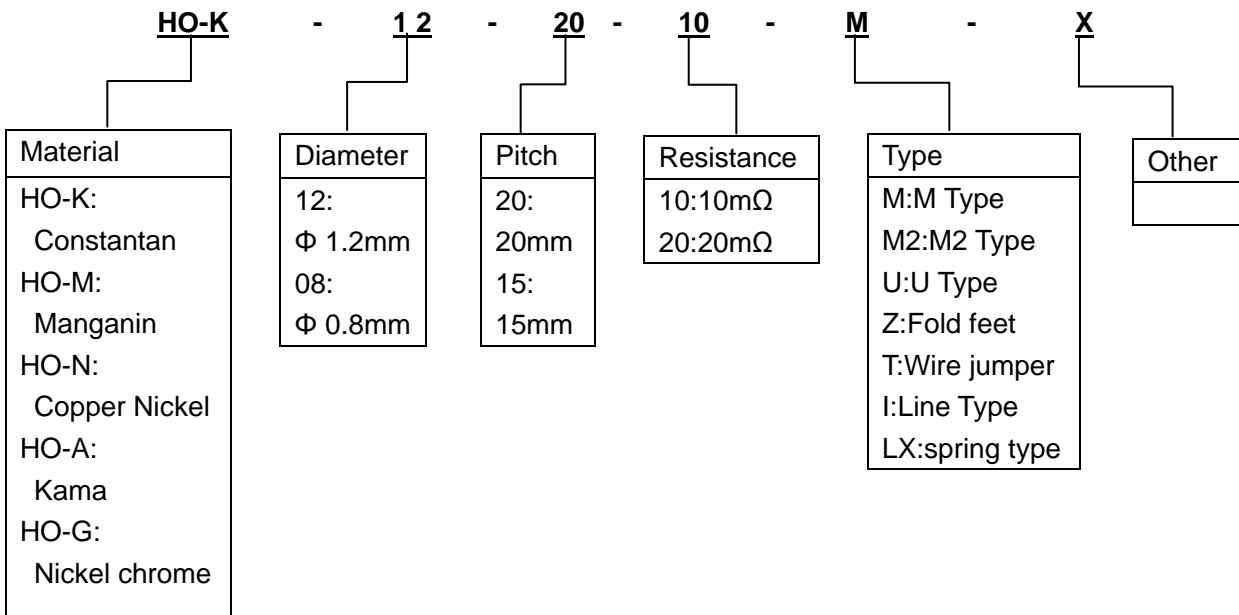 HO-K - 1 2 - 20 - 10 - M - X
Material
HO-K:
Constantan
HO-M:
Manganin
HO-N:
Copper Nickel
HO-A:
Kama
HO-G:
Nickel chrome
Diameter
12:
Φ 1.2mm
08:
Φ 0.8mm
Pitch
20:
20mm
15:
15mm
Resistance
10:10mΩ
20:20mΩ
Type
M:M Type
M2:M2 Type
U:U Type
Z:Fold feet
T:Wire jumper
I:Line Type
LX:spring type
Other